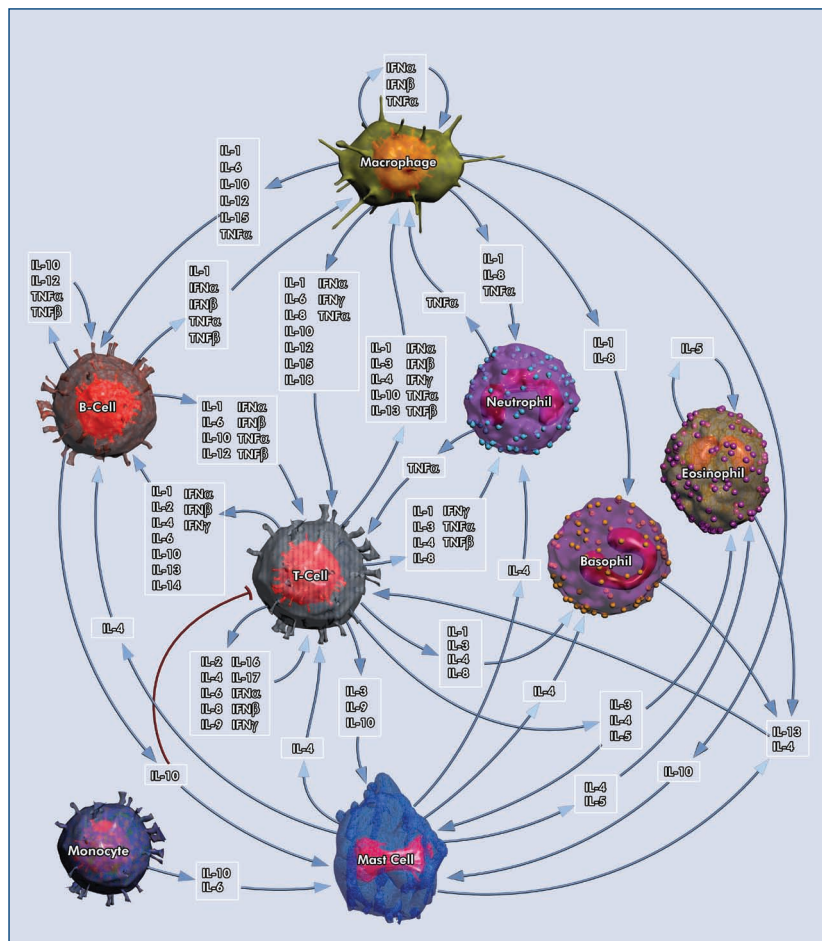 IFNα
IFNβ
TNFα
Macrophage
IL-1
IL-6
IL-10
IL-12
IL-15
TNFα
IL-10
IL-12
TNFα
TNFβ
IL-1
IFNα
IFNβ
TNFα
TNFβ
IL-1 IFNα
IL-6 IFNγ
IL-8 TNFα
IL-10
IL-12
IL-15
IL-18
IL-1
IL-8
TNFα
TNFα
IL-1 IFNα
IL-3 IFNβ
IL-4 IFNγ
IL-10 TNFα
IL-13 TNFβ
IL-1
IL-8
IL-5
B-Cell
Neutrophil
Eosinophil
IL-1 IFNα
IL-6 IFNβ
IL-10 TNFα
IL-12 TNFβ
TNFα
IL-1 IFNα
IL-2 IFNβ
IL-4 IFNγ
IL-6
IL-10
IL-13
IL-14
IL-1 IFNγ
IL-3 TNFα
IL-4 TNFβ
IL-8
T-Cell
IL-4
Basophil
IL-4
IL-1
IL-3
IL-4
IL-8
IL-2 IL-16
IL-4 IL-17
IL-6 IFNα
IL-8 IFNβ
IL-9 IFNγ
IL-3
IL-9
IL-10
IL-4
IL-3
IL-4
IL-5
IL-13
IL-4
IL-4
IL-10
IL-10
IL-4
IL-5
Monocyte
Mast Cell
IL-10
IL-6